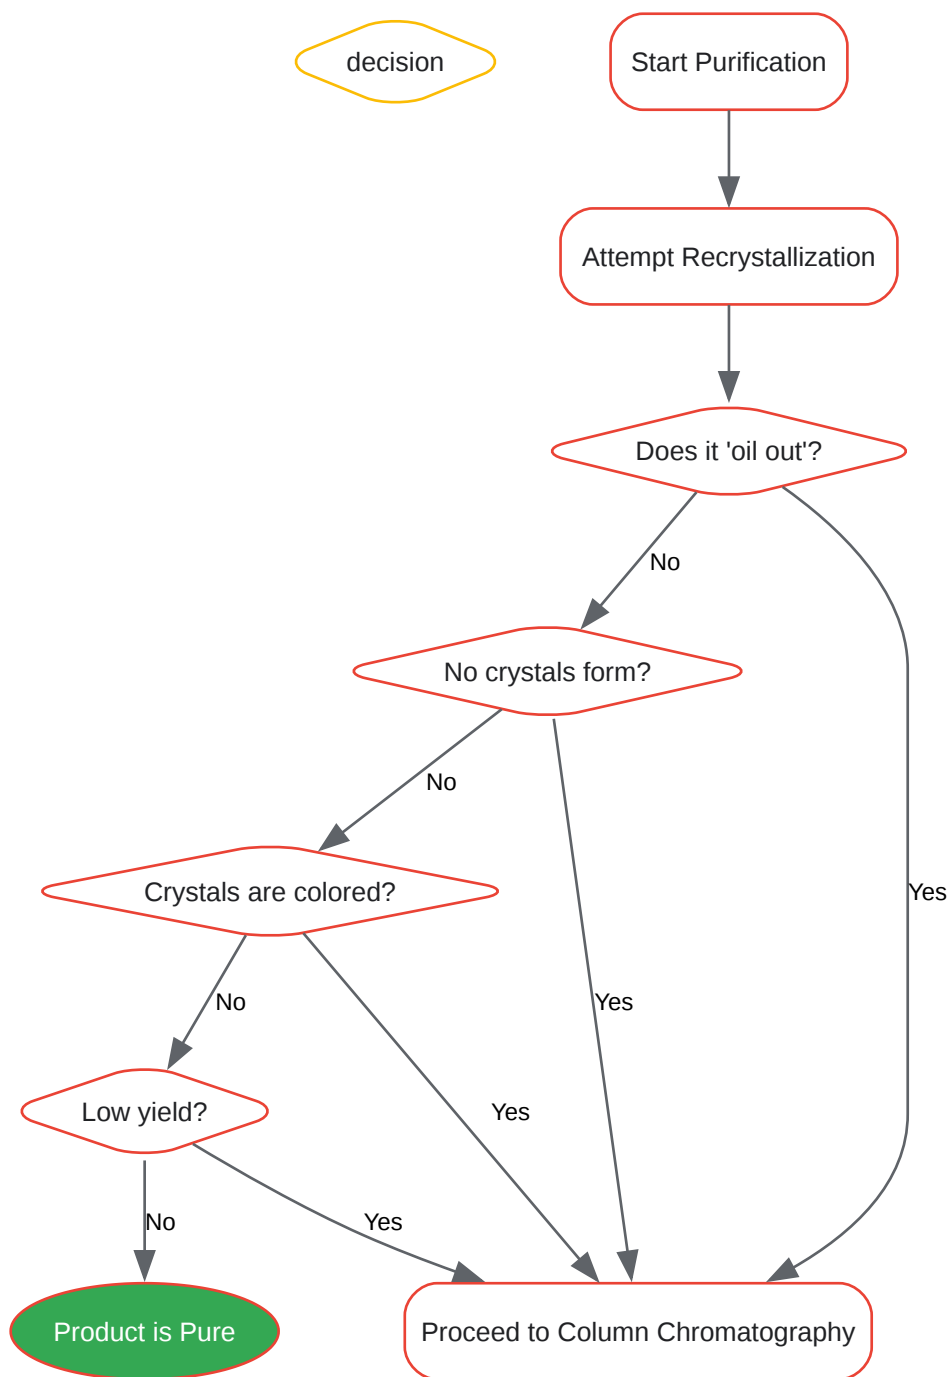 decision
Start Purification
Attempt Recrystallization
Does it 'oil out'?
No
No crystals form?
No
Crystals are colored?
Yes
No
Yes
Low yield?
Yes
No
Yes
Product is Pure
Proceed to Column Chromatography